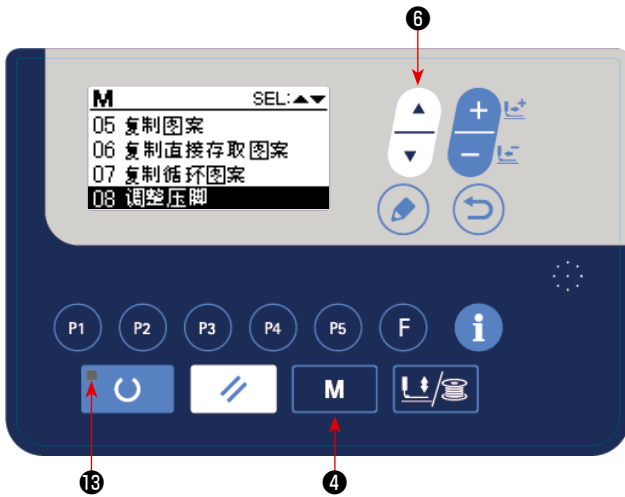 ❻
M SEL:▲▼
05 复制图案
06 复制直接存取图案
07 复制循环图案
08 调整压脚
P1 P2 P3 P4 P5 F i
M
⓭ ❹